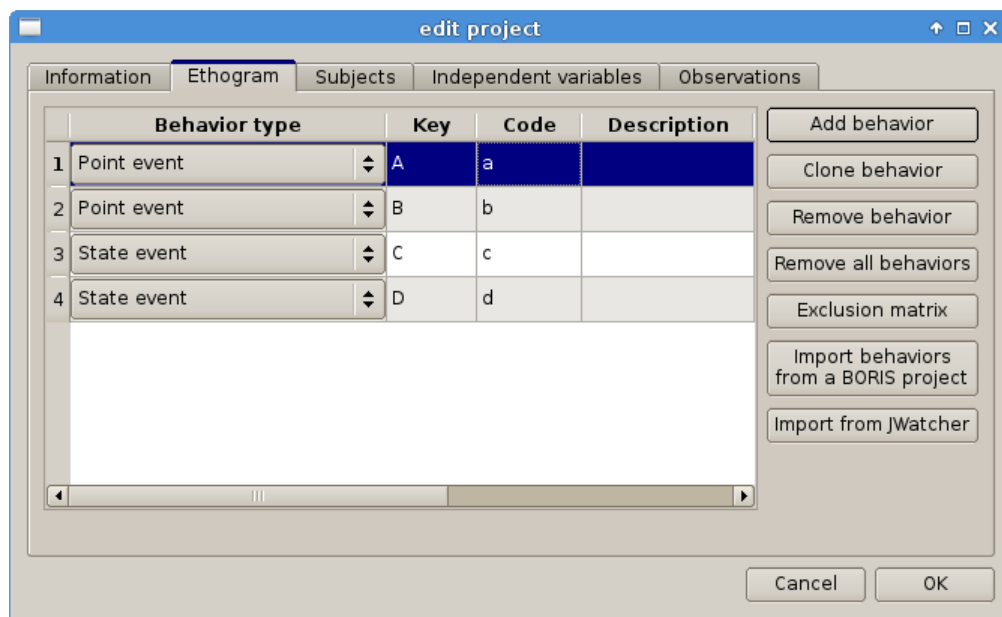 edit project
Information Ethogram Subjects Independent variables Observations
Behavior type Key Code Description
1 Point event A a
2 Point event B b
3 State event C c
4 State event D d
Add behavior
Clone behavior
Remove behavior
Remove all behaviors
Exclusion matrix
Import behaviors
from a BORIS project
Import from JWatcher
Cancel OK